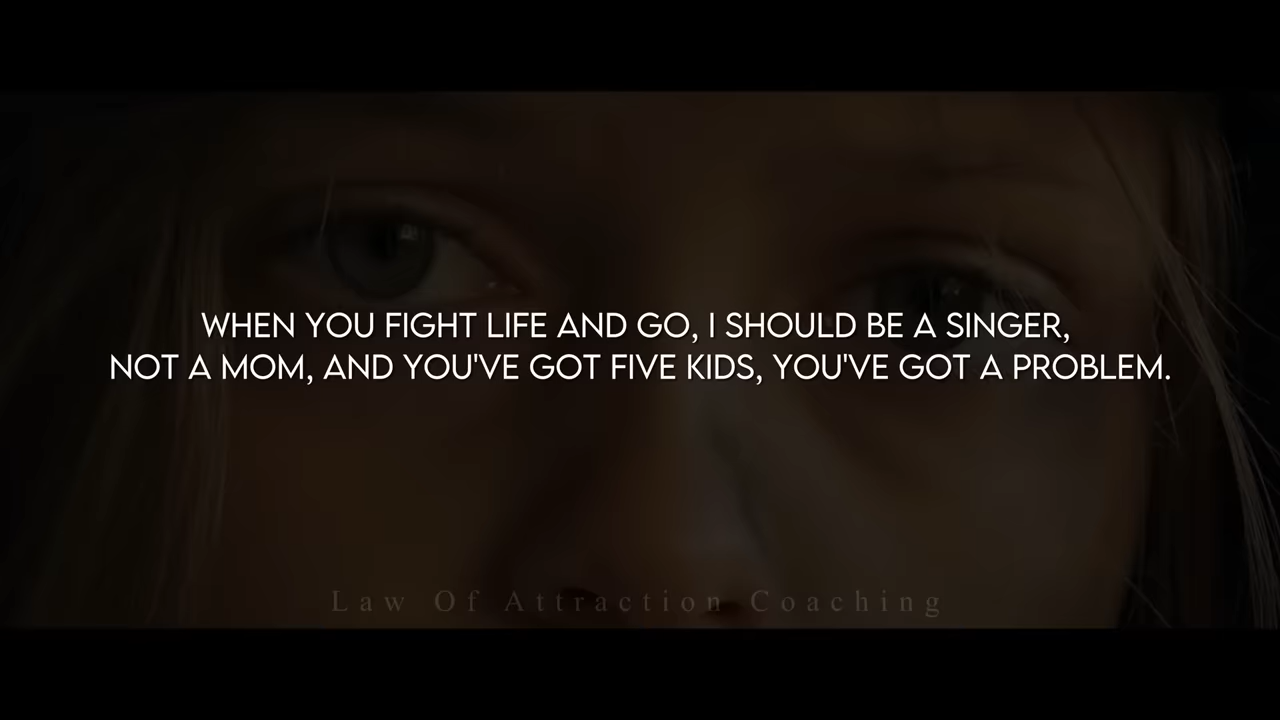 WHEN YOU FIGHT LIFE AND GO, I SHOULD BE A SINGER,
NOT A MOM, AND YOU'VE GOT FIVE KIDS, YOU'VE GOT A PROBLEM.
Law Of Attraction Coaching